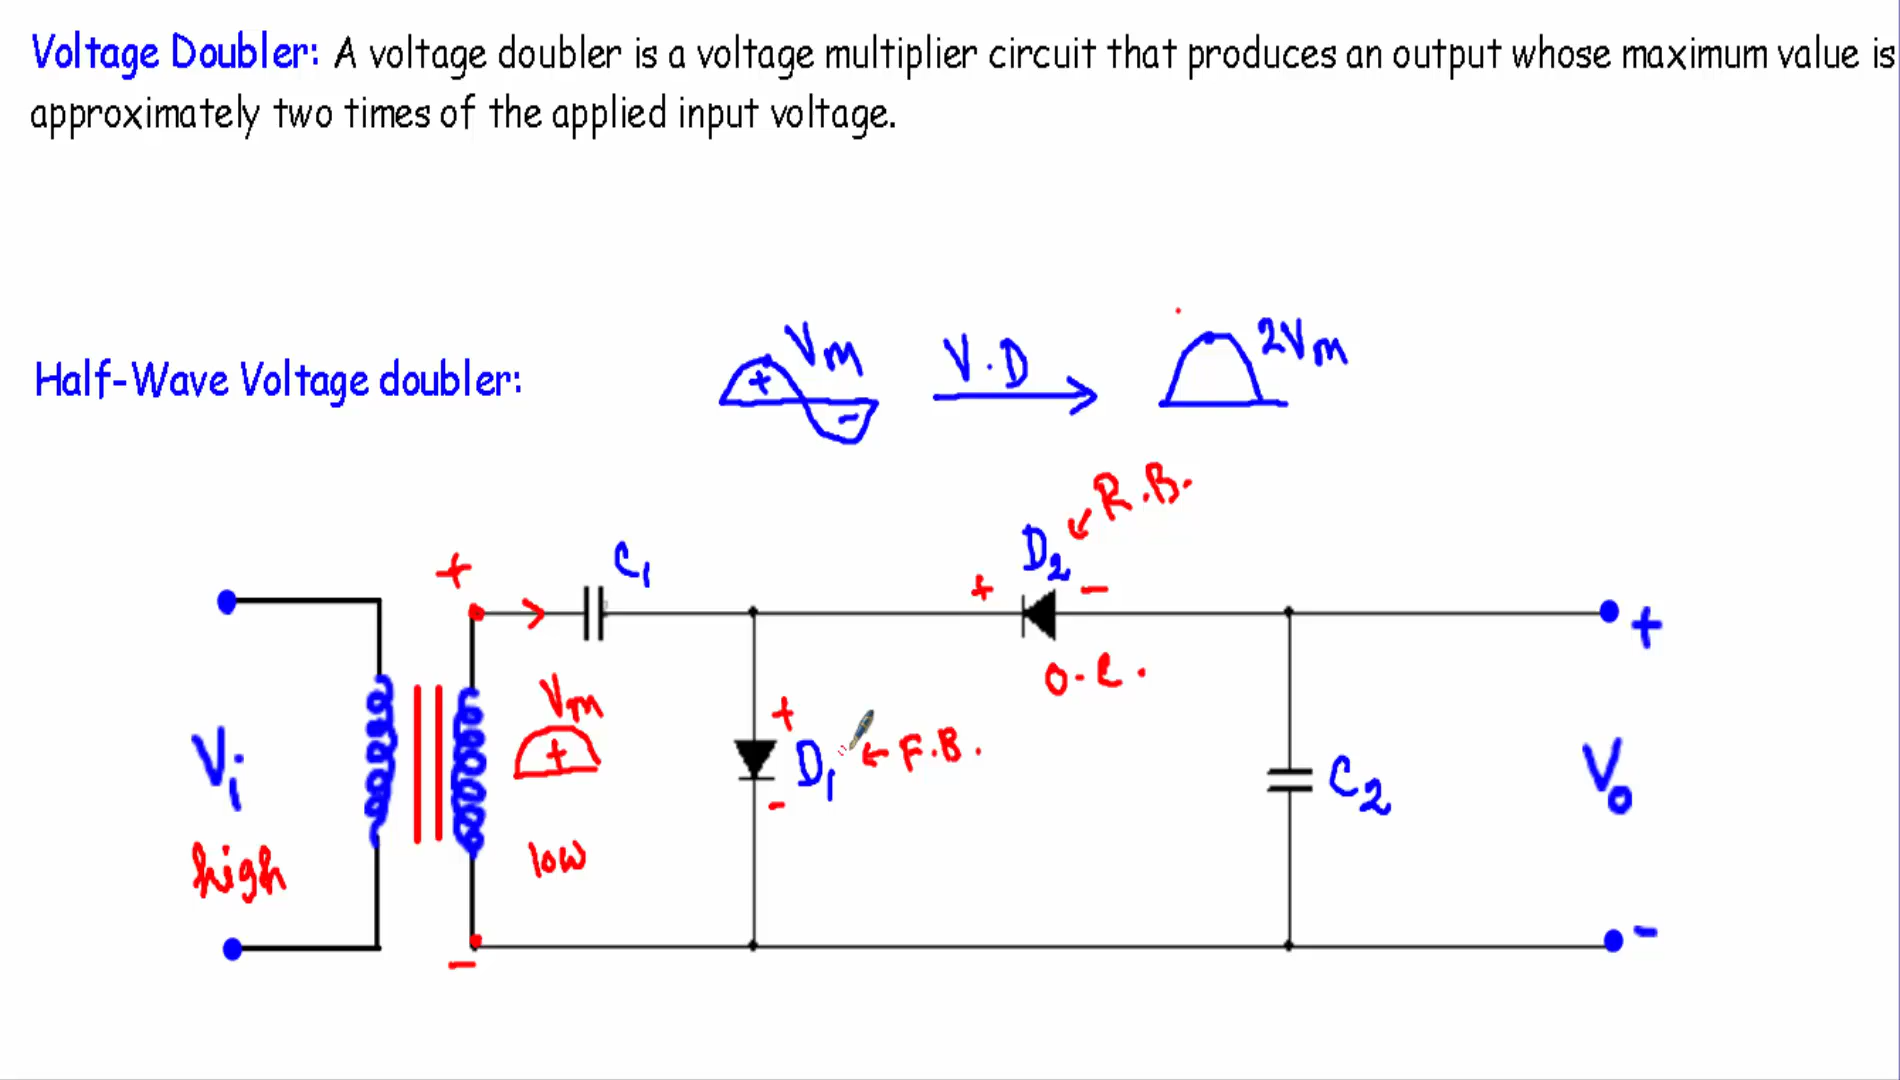 Voltage Doubler: A voltage doubler is a voltage multiplier circuit that produces an output whose maximum value is
approximately two times of the applied input voltage.
Half-Wave Voltage doubler:
+ Vm - V.D 2Vm
R.B.
D2
+ C1 + - +
O.C.
Vm +
Vi + D1 F.B. C2 Vo
-
high low
- -